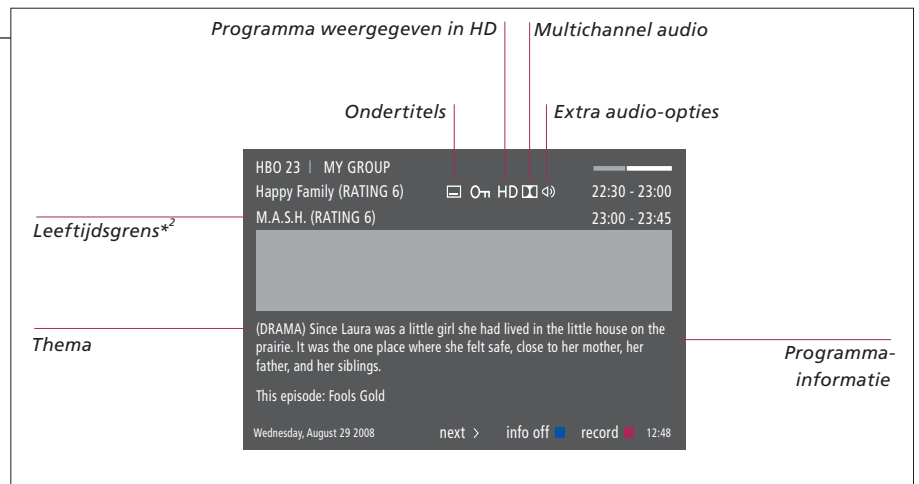 Programma weergegeven in HD
Multichannel audio
Ondertitels
Extra audio-opties
HBO 23 | MY GROUP
Happy Family (RATING 6) HD 22:30 - 23:00
M.A.S.H. (RATING 6) 23:00 - 23:45
Leeftijdsgrens*2
(DRAMA) Since Laura was a little girl she had lived in the little house on the
prairie. It was the one place where she felt safe, close to her mother, her
father, and her siblings.
Thema
Programma-
informatie
This episode: Fools Gold
Wednesday, August 29 2008 next > info off record 12:48